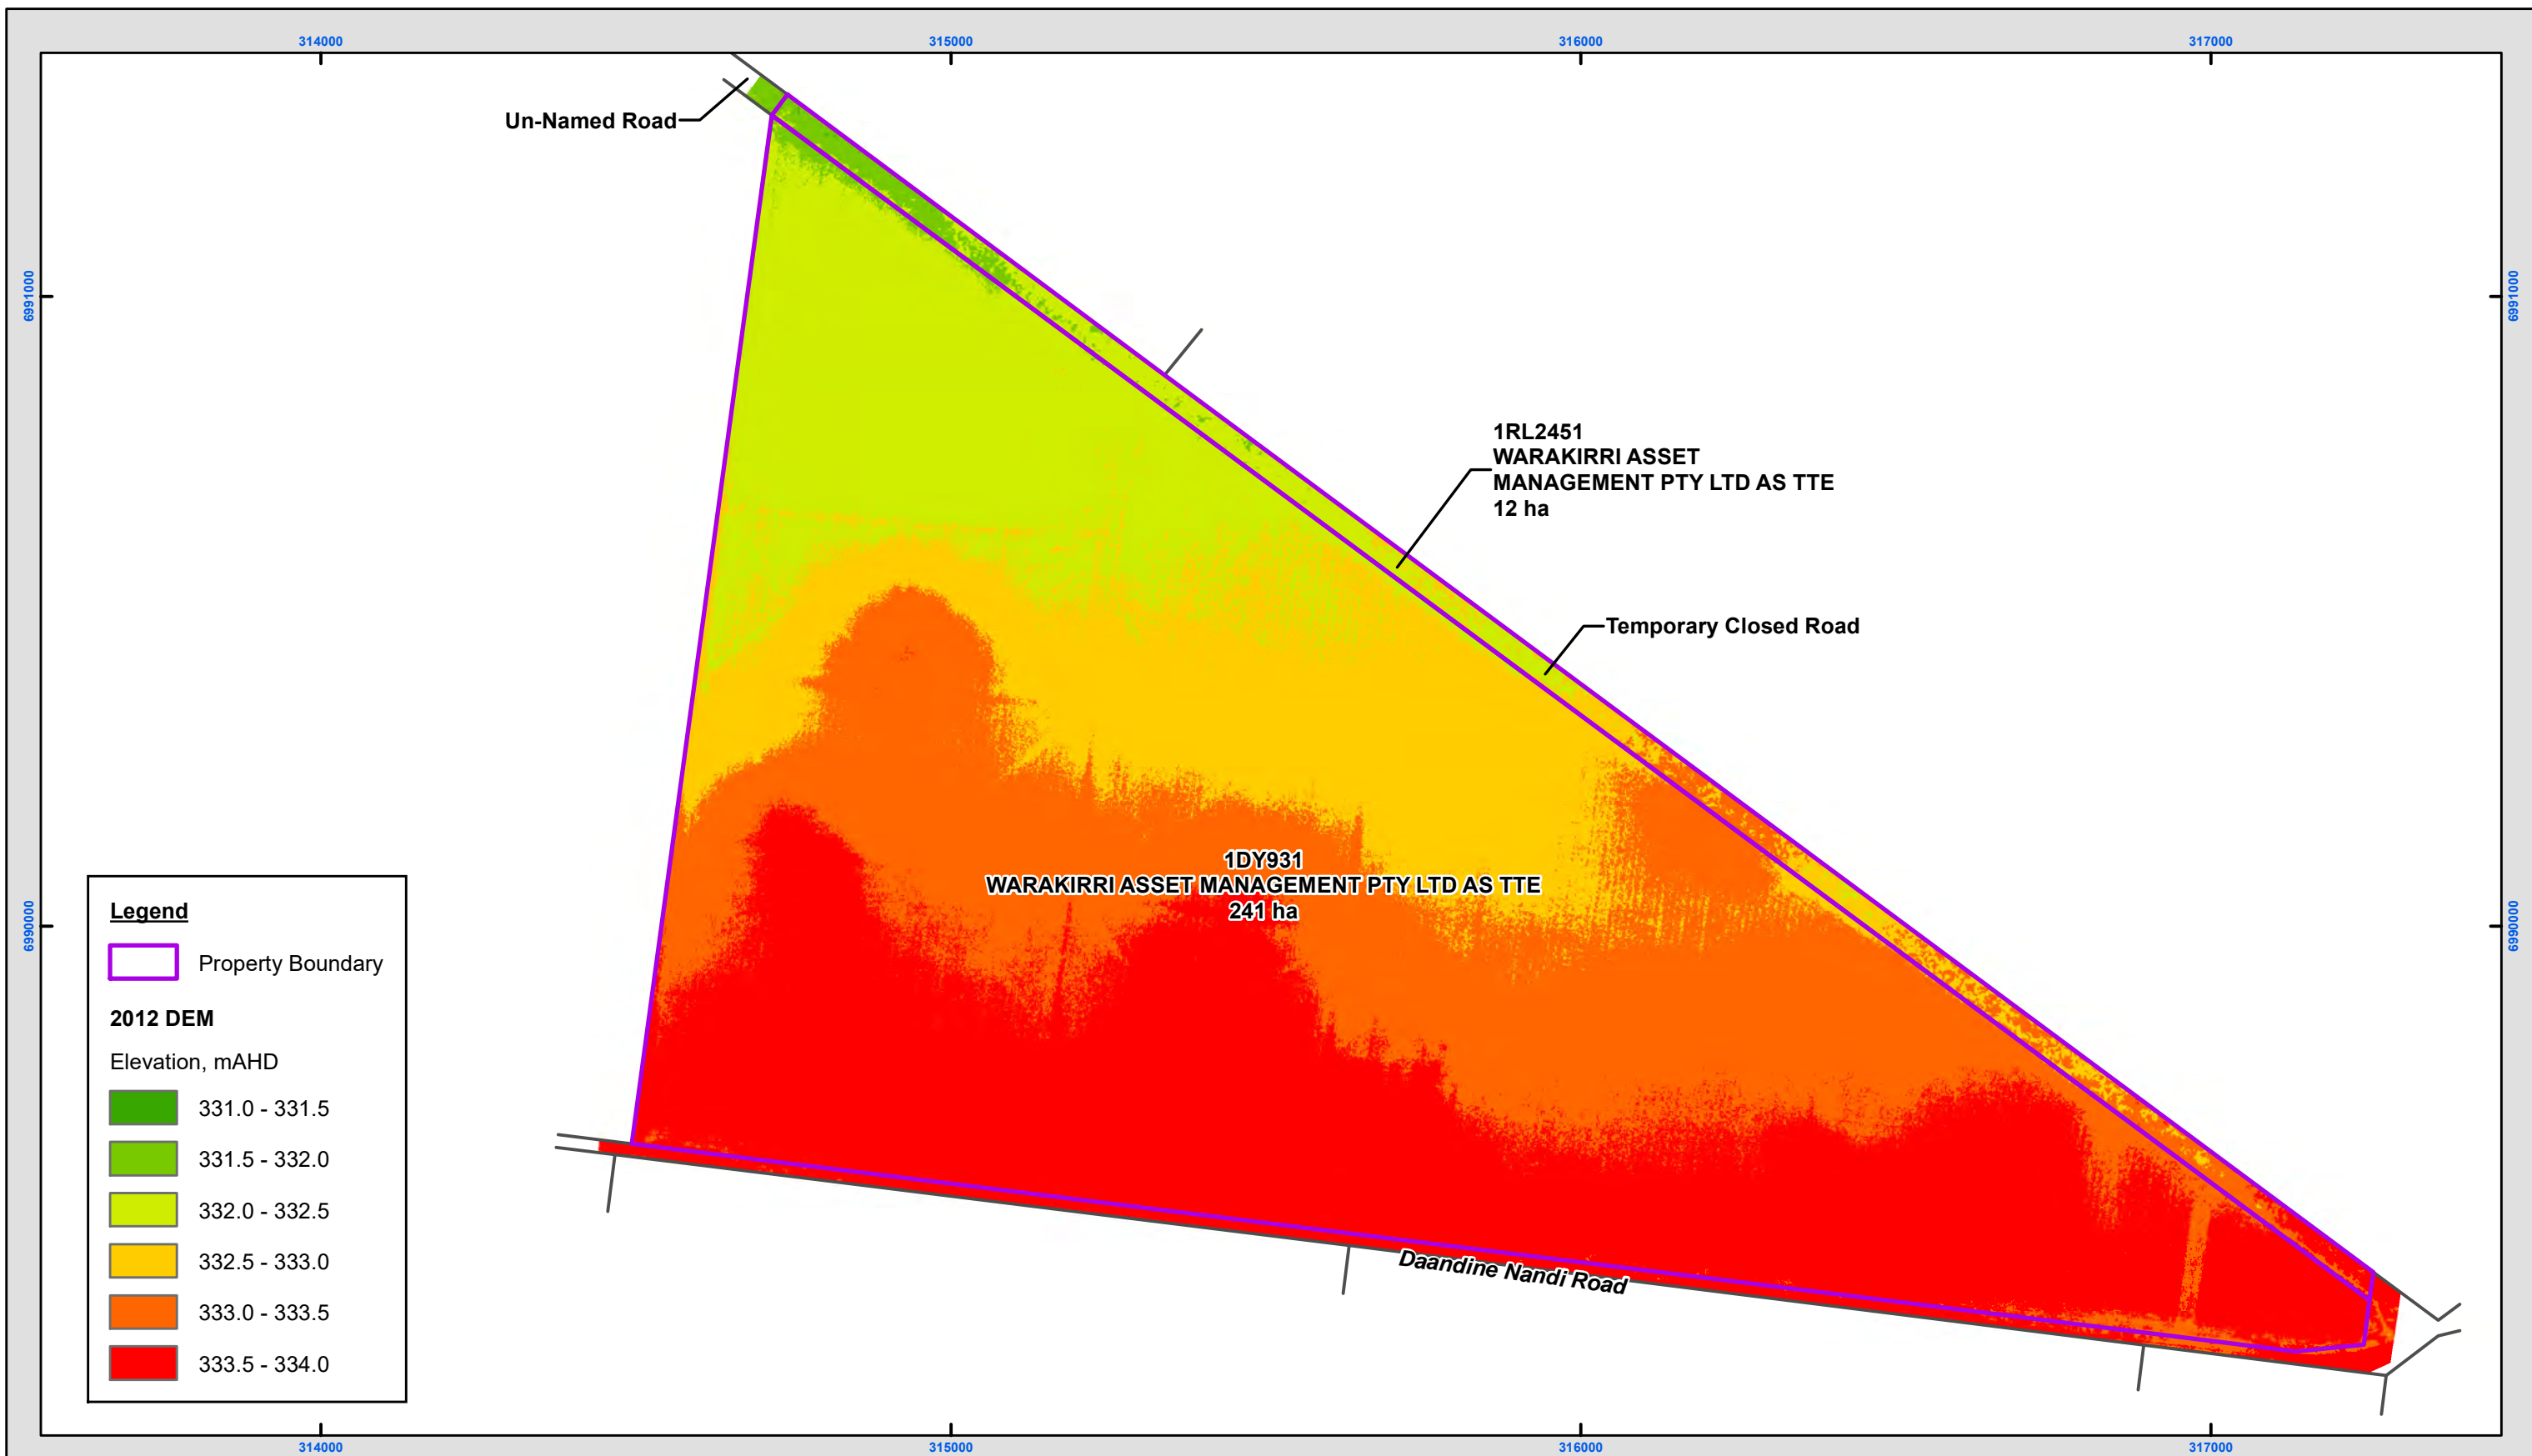 314000
315000
316000
317000
Un-Named Road
6991000
6991000
1RL2451
WARAKIRRI ASSET
MANAGEMENT PTY LTD AS TTE
12 ha
Temporary Closed Road
1DY931
WARAKIRRI ASSET MANAGEMENT PTY LTD AS TTE
241 ha
6990000
6990000
Legend
Property Boundary
2012 DEM
Elevation, mAHD
331.0 - 331.5
331.5 - 332.0
332.0 - 332.5
332.5 - 333.0
333.0 - 333.5
333.5 - 334.0
Daandine Nandi Road
314000
315000
316000
317000